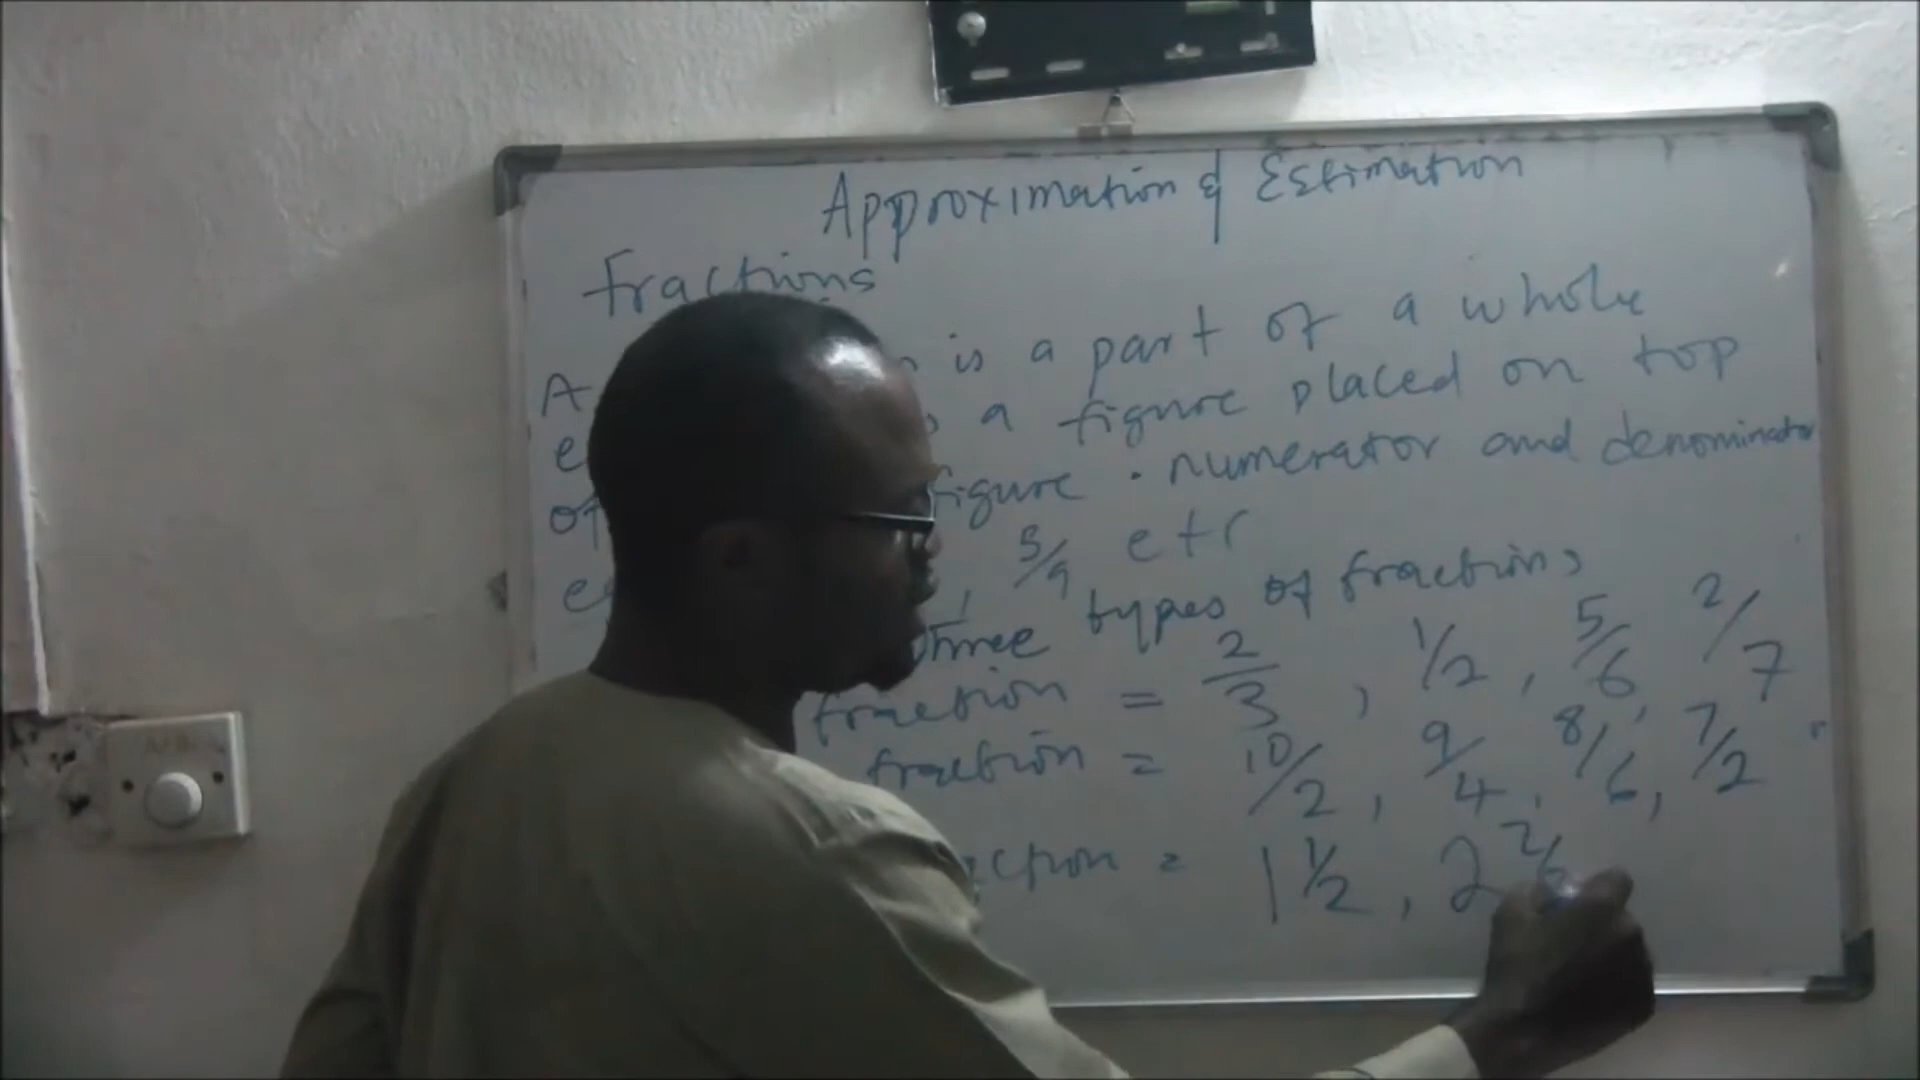 Approximation & Estimation
Fractions
A is a part of a whole
a figure placed on top
of figure . numerator and denominator
, 5/9 etc
three types of fractions
fraction = 2/3 , 1/2 , 5/6 , 2/7
fraction = 10/2 , 9/4 , 8/6 , 7/2
= 1 1/2 , 2 2/6